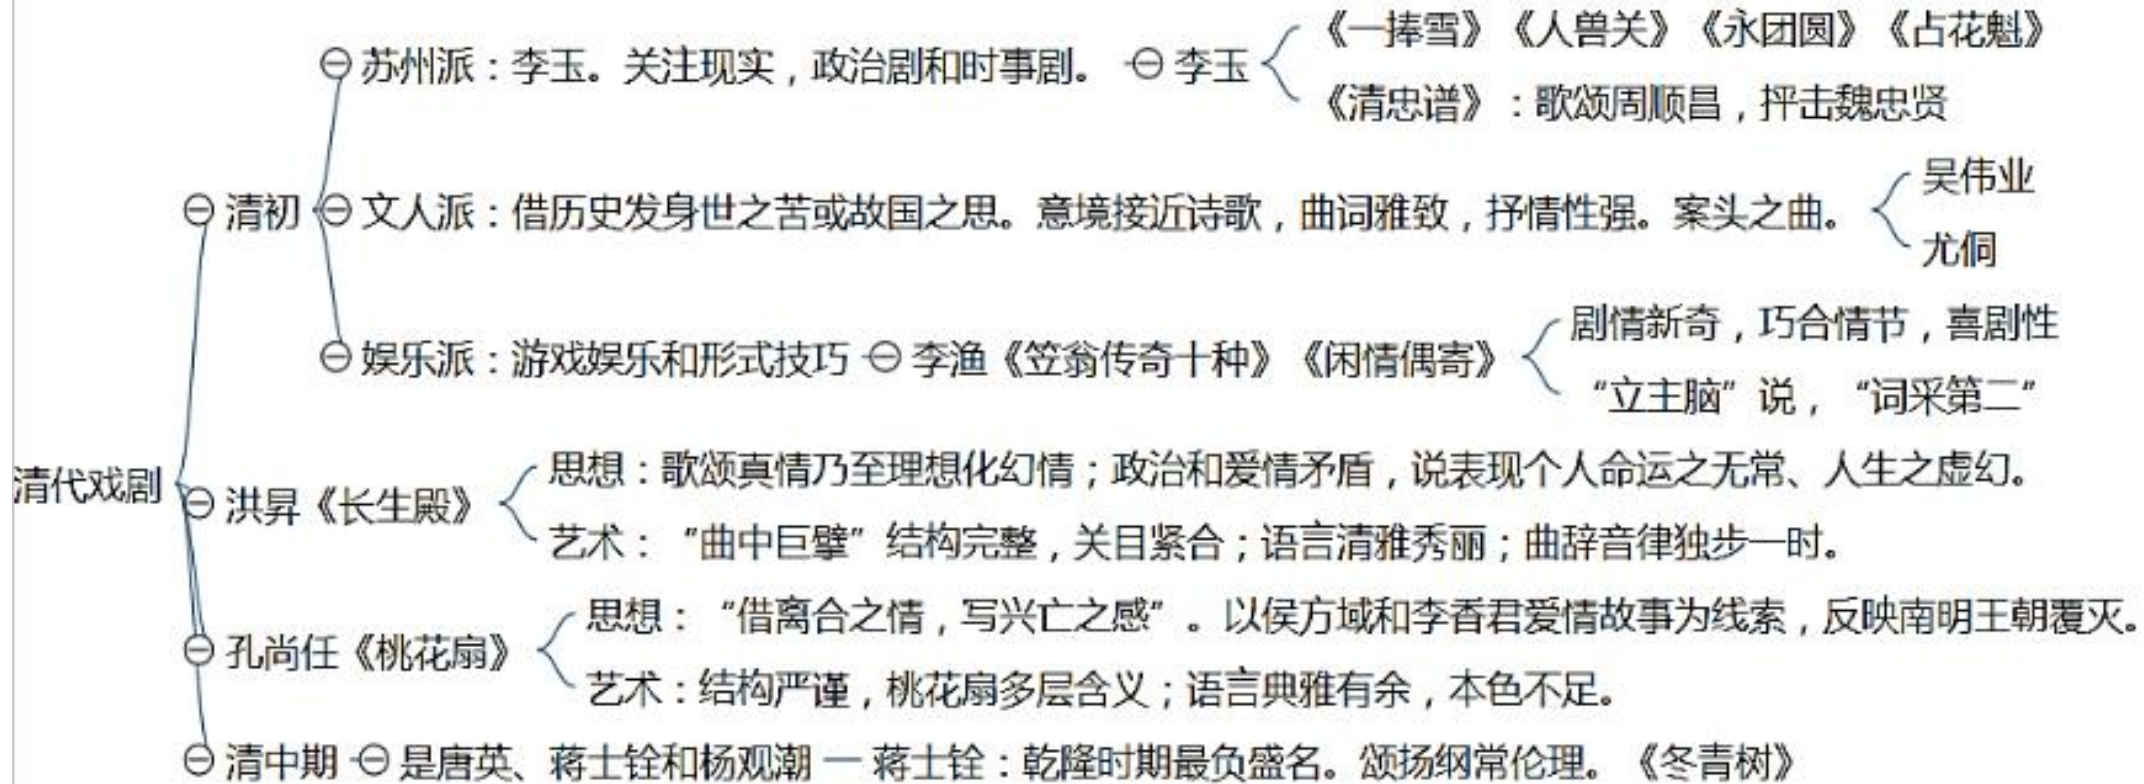 清代戏剧
清初
苏州派：李玉。关注现实，政治剧和时事剧。
李玉
《一捧雪》《人兽关》《永团圆》《占花魁》
《清忠谱》：歌颂周顺昌，抨击魏忠贤
文人派：借历史发身世之苦或故国之思。意境接近诗歌，曲词雅致，抒情性强。案头之曲。
吴伟业
尤侗
娱乐派：游戏娱乐和形式技巧
李渔《笠翁传奇十种》《闲情偶寄》
剧情新奇，巧合情节，喜剧性
“立主脑”说，“词采第二”
洪昇《长生殿》
思想：歌颂真情乃至理想化幻情；政治和爱情矛盾，说表现个人命运之无常、人生之虚幻。
艺术：“曲中巨擘”结构完整，关目紧合；语言清雅秀丽；曲辞音律独步一时。
孔尚任《桃花扇》
思想：“借离合之情，写兴亡之感”。以侯方域和李香君爱情故事为线索，反映南明王朝覆灭。
艺术：结构严谨，桃花扇多层含义；语言典雅有余，本色不足。
清中期
是唐英、蒋士铨和杨观潮
蒋士铨：乾隆时期最负盛名。颂扬纲常伦理。《冬青树》